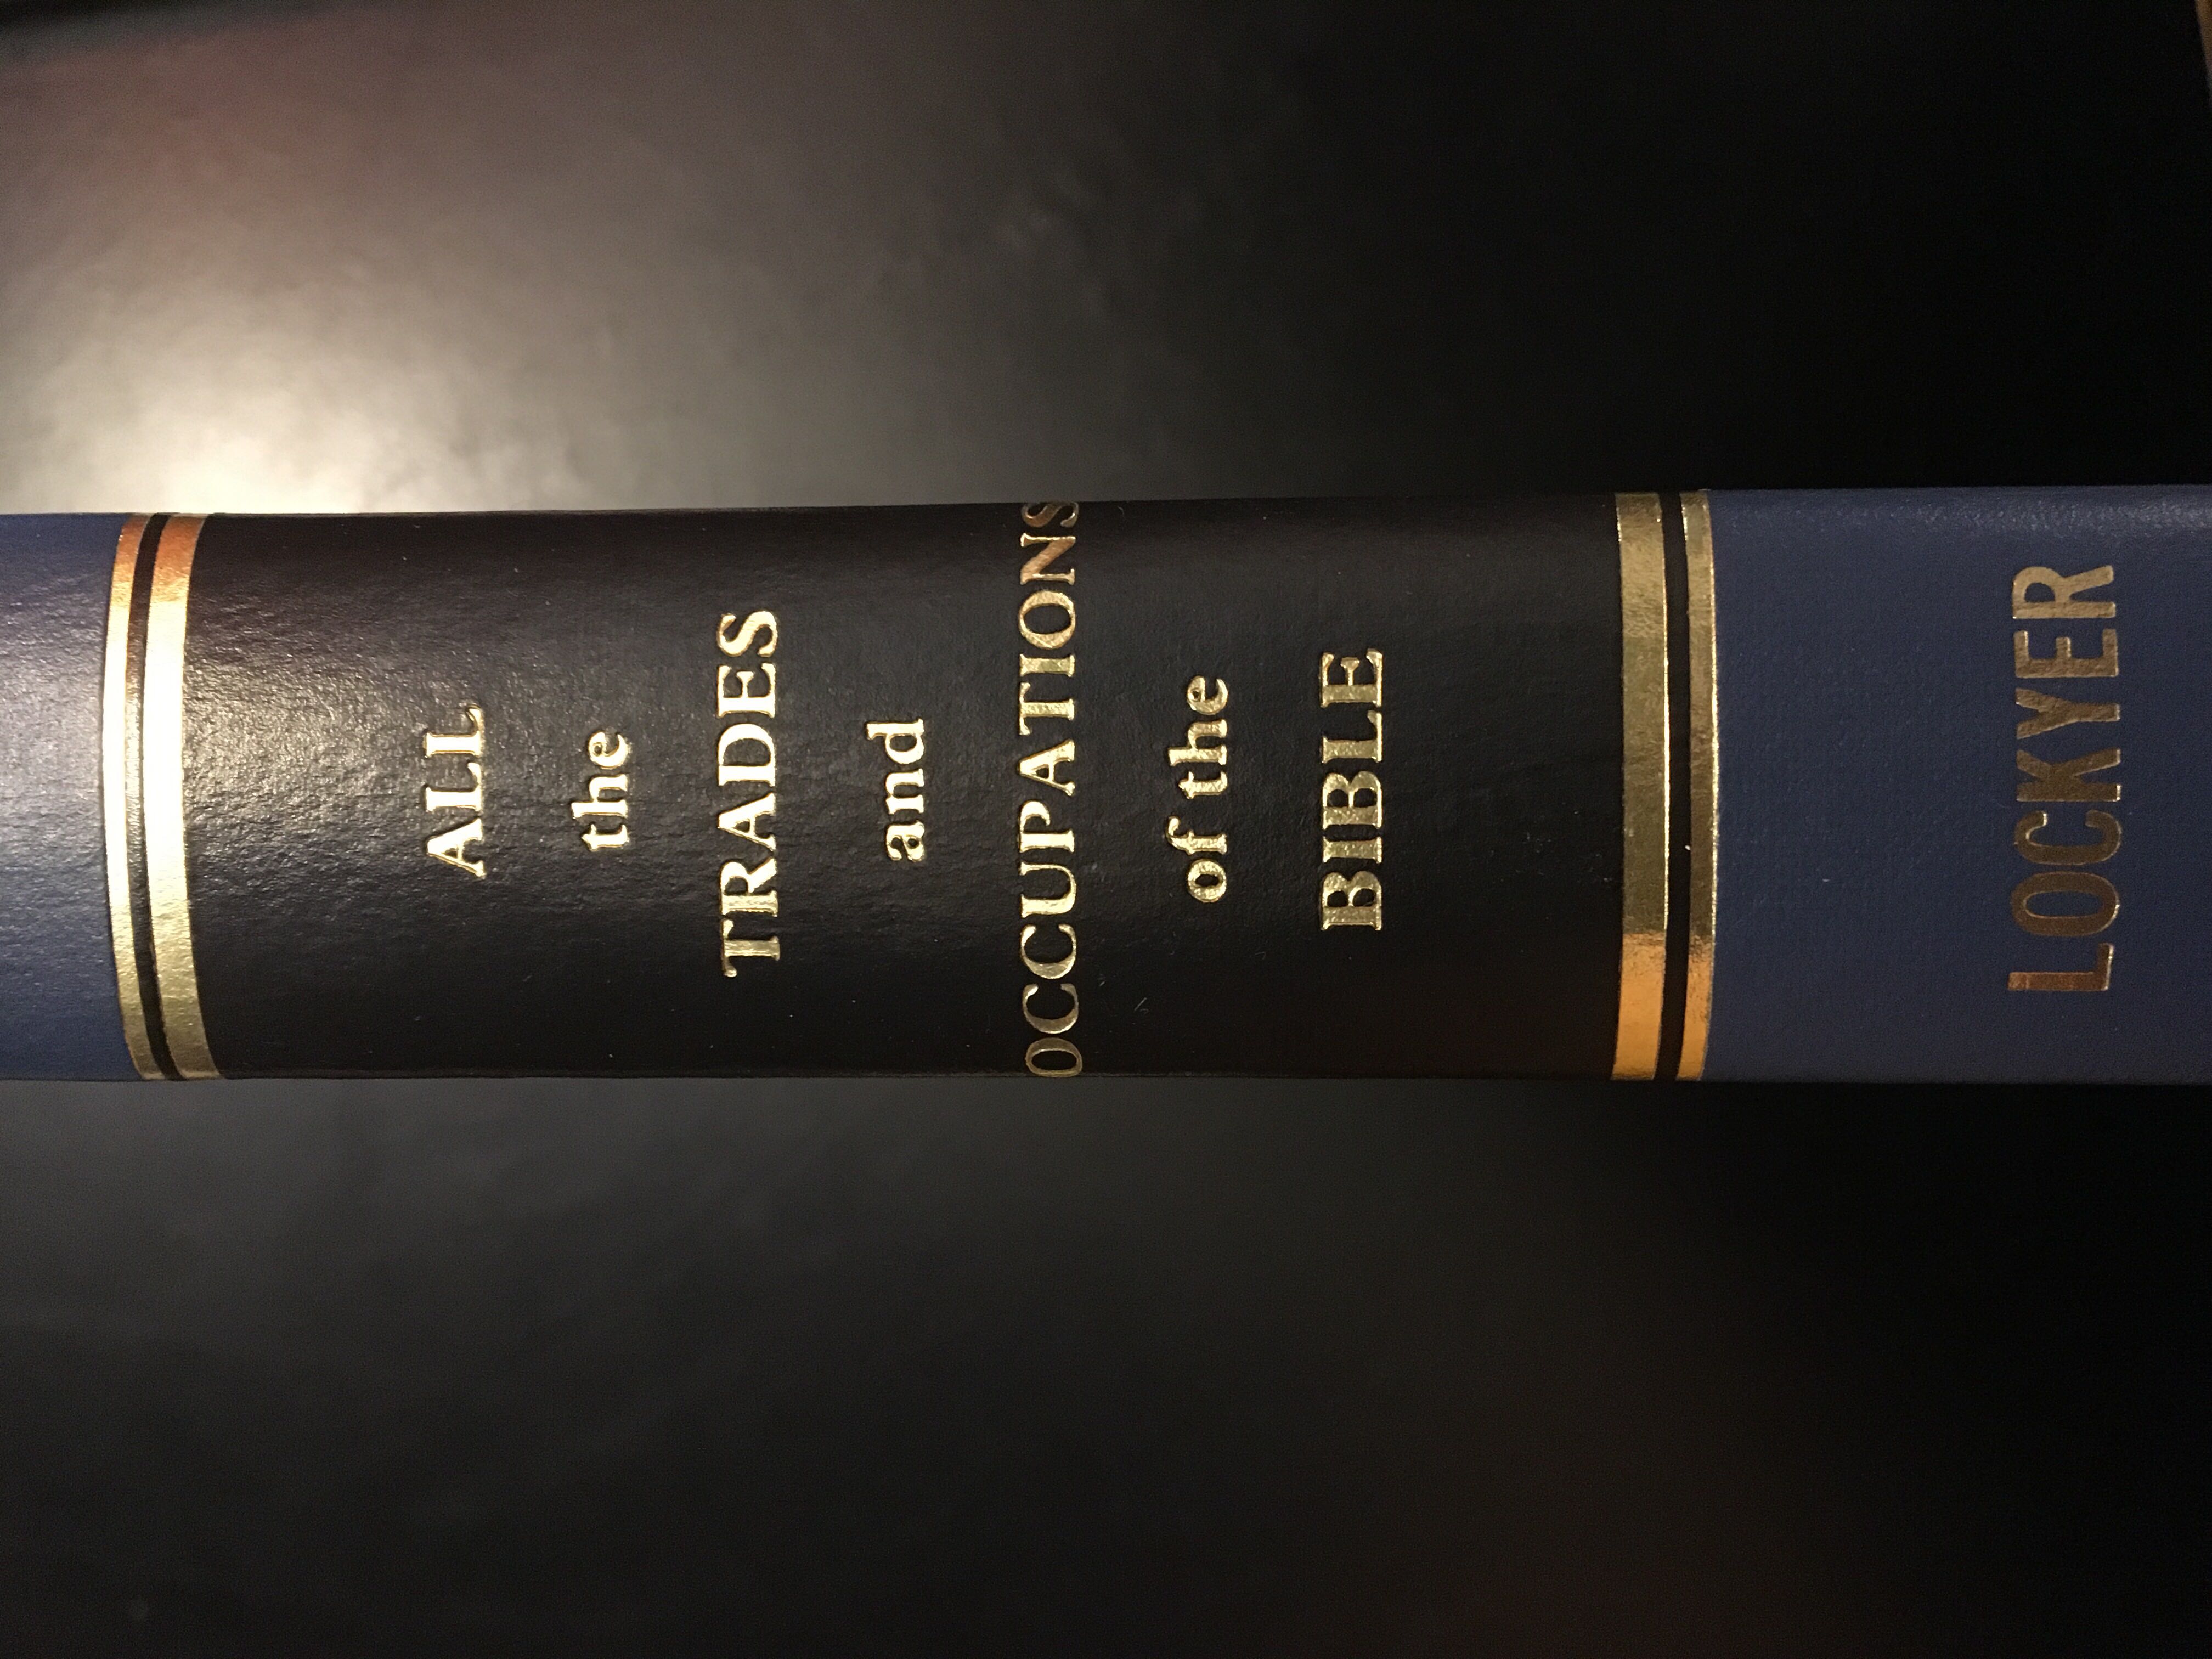 ALL
the
TRADES
and
OCCUPATIONS
of the
BIBLE
LOCKYER